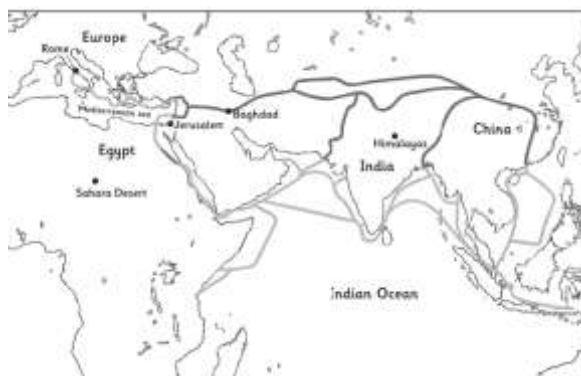 Europe
Rome
Mediterranean sea
Baghdad
Jerusalem
China
Himalayas
Egypt
India
Sahara Desert
Indian Ocean